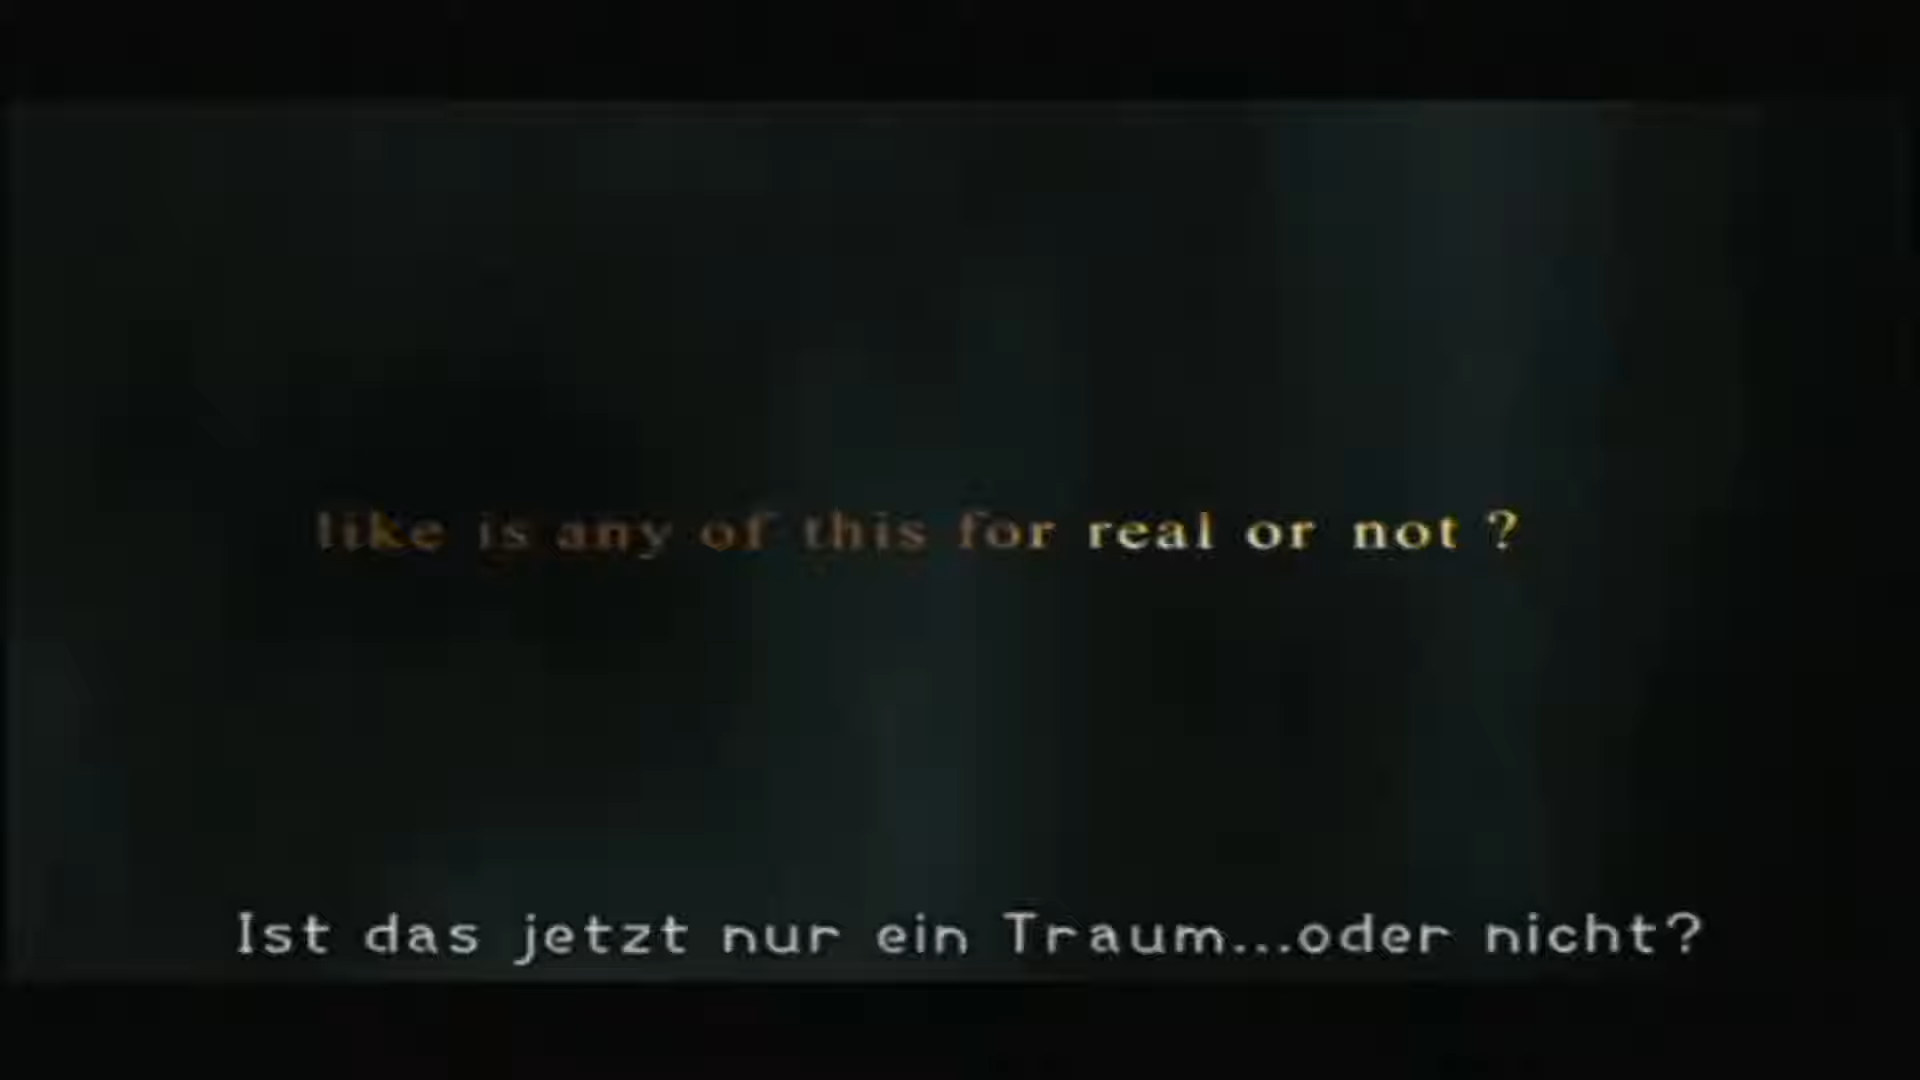 like is any of this for real or not ?
Ist das jetzt nur ein Traum...oder nicht?